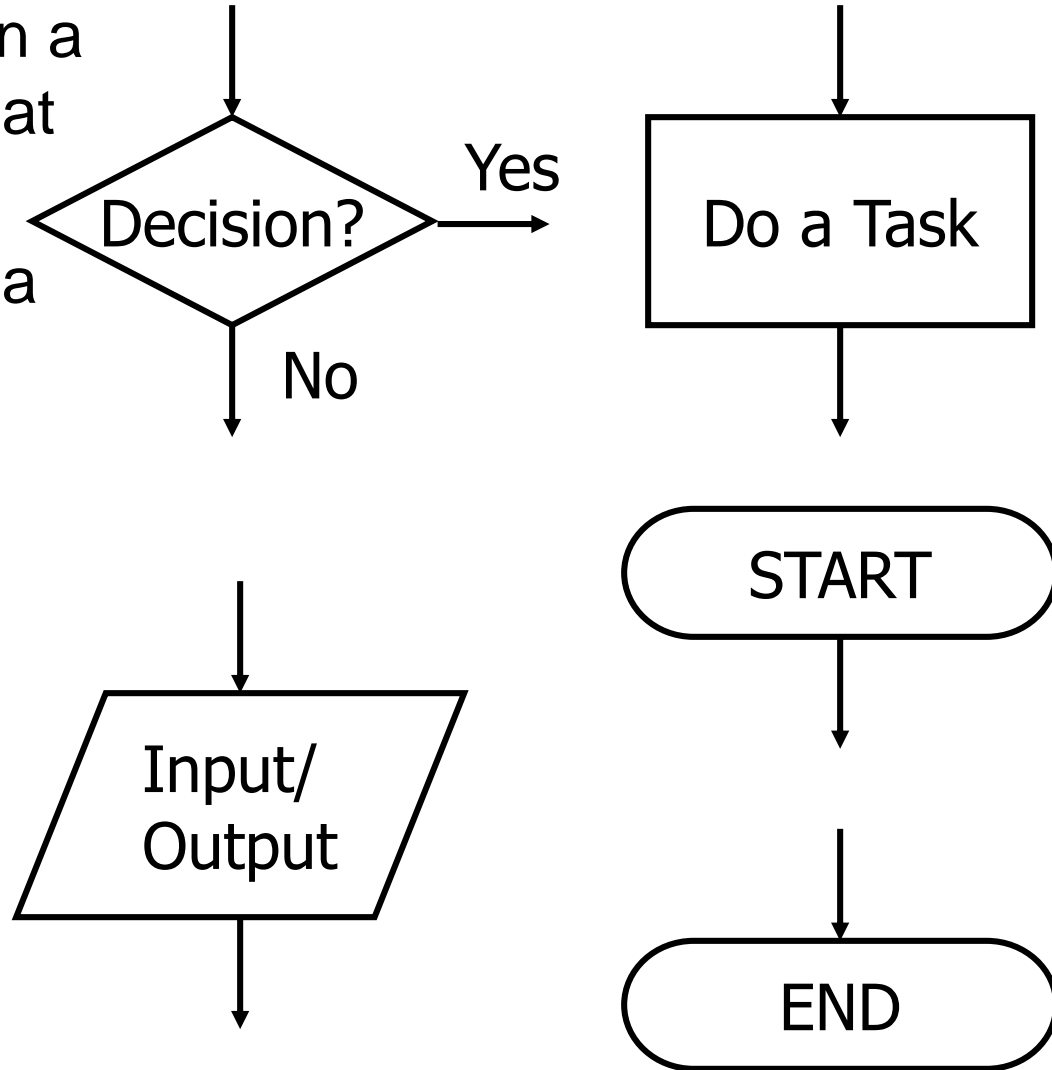 n a
at
a
Decision?
Yes
No
Do a Task
START
Input/
Output
END